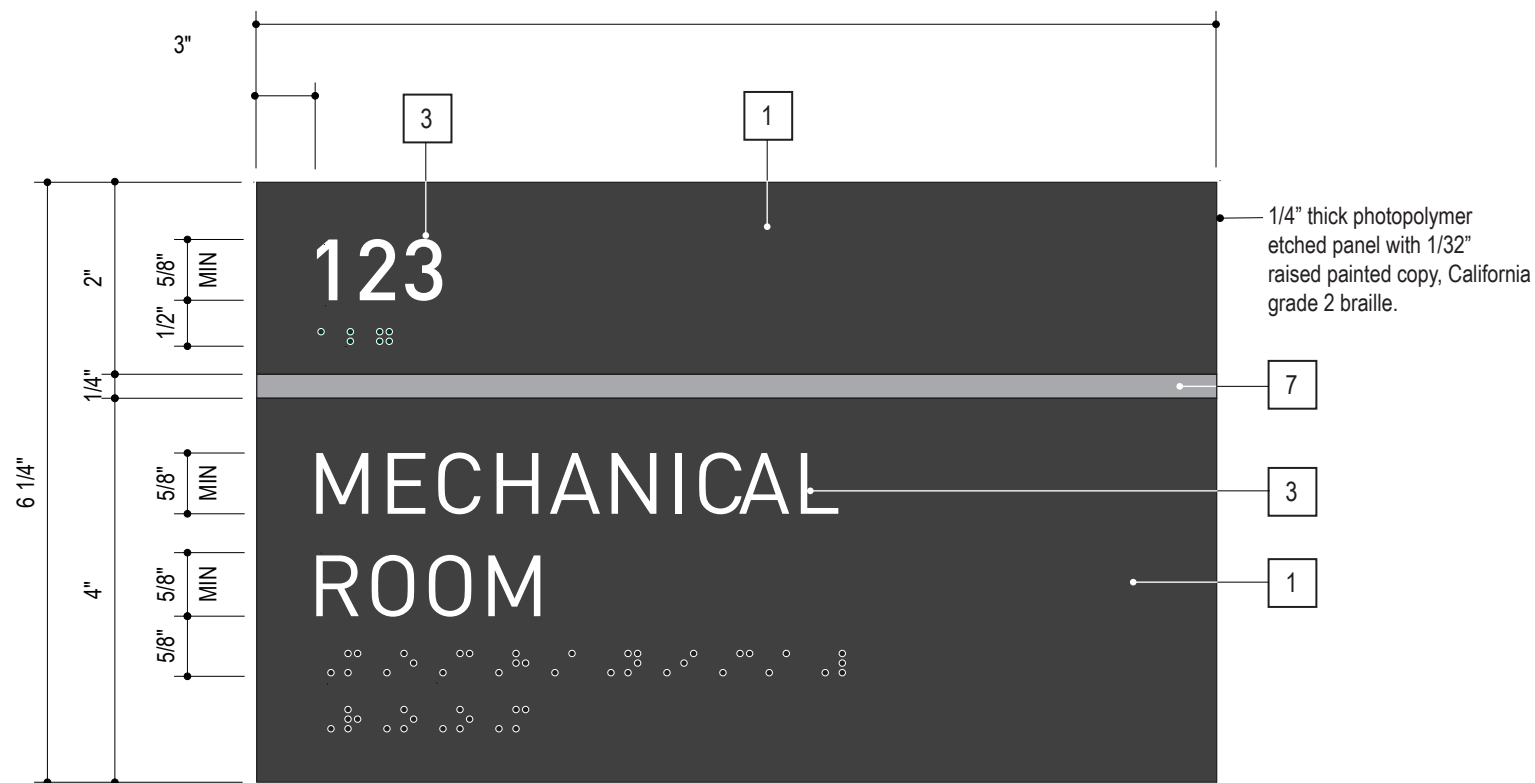 3"
3
1
2"
5/8"
MIN
1/2"
1/4"
6 1/4"
4"
5/8"
MIN
5/8"
MIN
5/8"
123
MECHANICAL
ROOM
1/4” thick photopolymer
etched panel with 1/32”
raised painted copy, California
grade 2 braille.
7
3
1